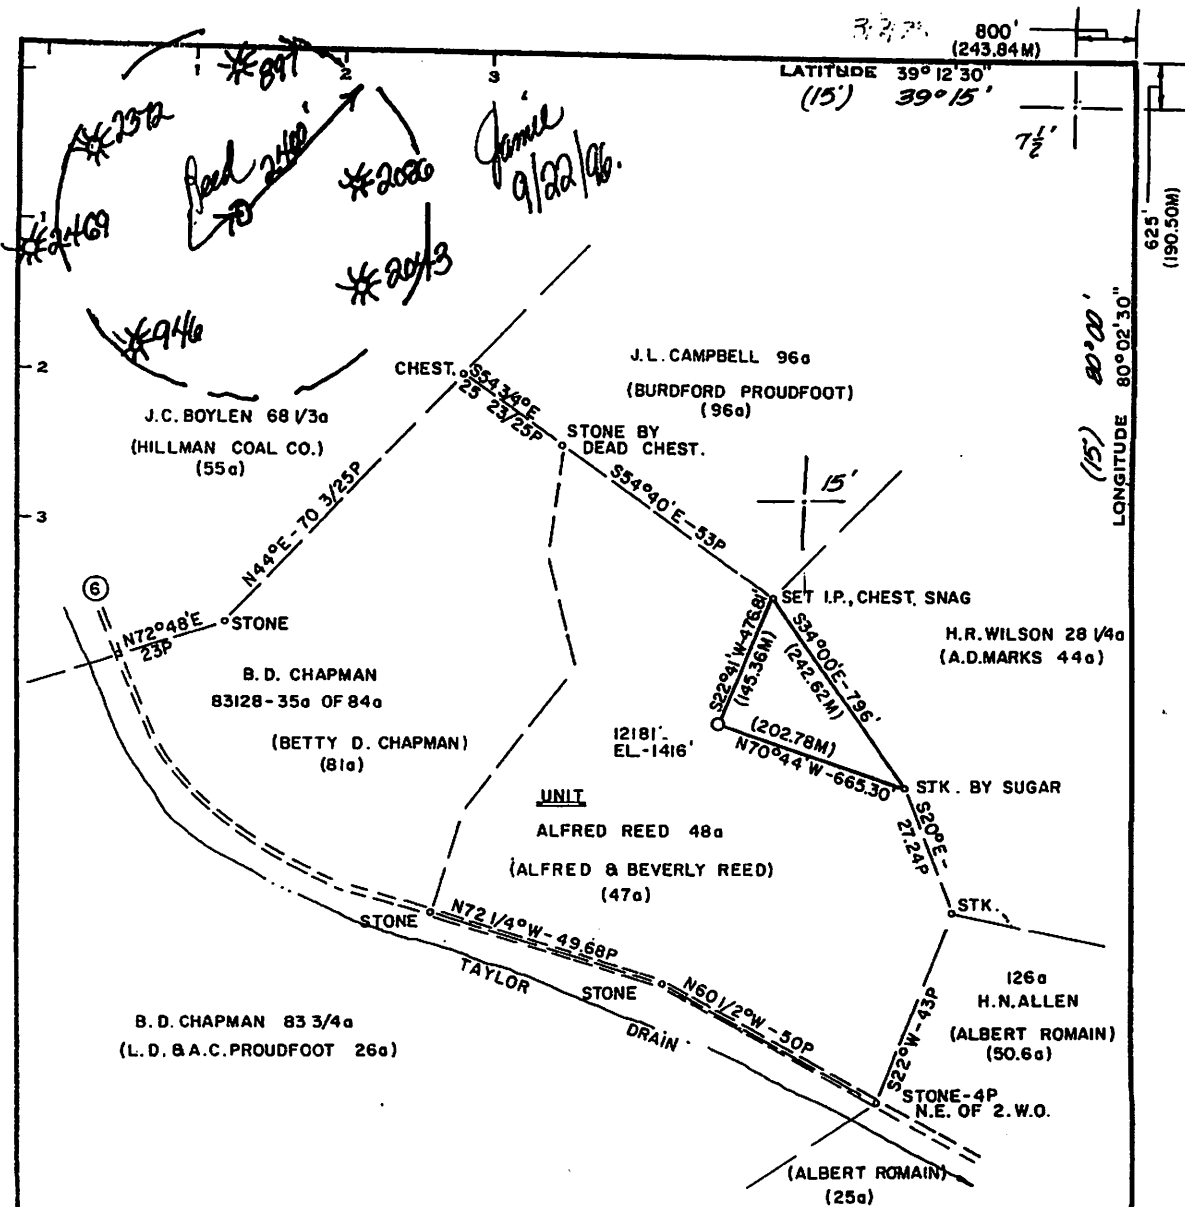 800'
(243.84M)
LATITUDE 39° 12' 30"
(15') 39° 15'
7 1/2'
625'
(190.50M)
LONGITUDE 80° 02' 30"
(15') 80° 00'
1
2
3
1
2
3
897
2372
Reed 2400'
2026
Jamie
9/22/96.
2469
2043
946
CHEST.
S54 3/4°E
25 23/25P
J.L. CAMPBELL 96a
(BURDFORD PROUDFOOT)
(96a)
J.C. BOYLEN 68 1/3a
(HILLMAN COAL CO.)
(55a)
STONE BY
DEAD CHEST.
N44°E - 70 3/25P
S54°40'E - 53P
15'
6
N72°48'E
23P
STONE
SET I.P., CHEST. SNAG
H.R. WILSON 28 1/4a
(A.D. MARKS 44a)
S22°41'W - 476.81'
(145.36M)
S34°00'E - 796'
(242.62M)
B. D. CHAPMAN
83128-35a OF 84a
(BETTY D. CHAPMAN)
(81a)
12181'-
EL.-1416'
(202.78M)
N70°44'W - 665.30'
STK. BY SUGAR
UNIT
ALFRED REED 48a
(ALFRED & BEVERLY REED)
(47a)
S20°E -
27.24P
STK.
STONE
N72 1/4°W - 49.68P
TAYLOR
STONE
DRAIN
N60 1/2°W - 50P
S22°W - 43P
126a
H.N. ALLEN
(ALBERT ROMAIN)
(50.6a)
B. D. CHAPMAN 83 3/4a
(L. D. & A.C. PROUDFOOT 26a)
STONE-4P
N.E. OF 2. W.O.
(ALBERT ROMAIN)
(25a)